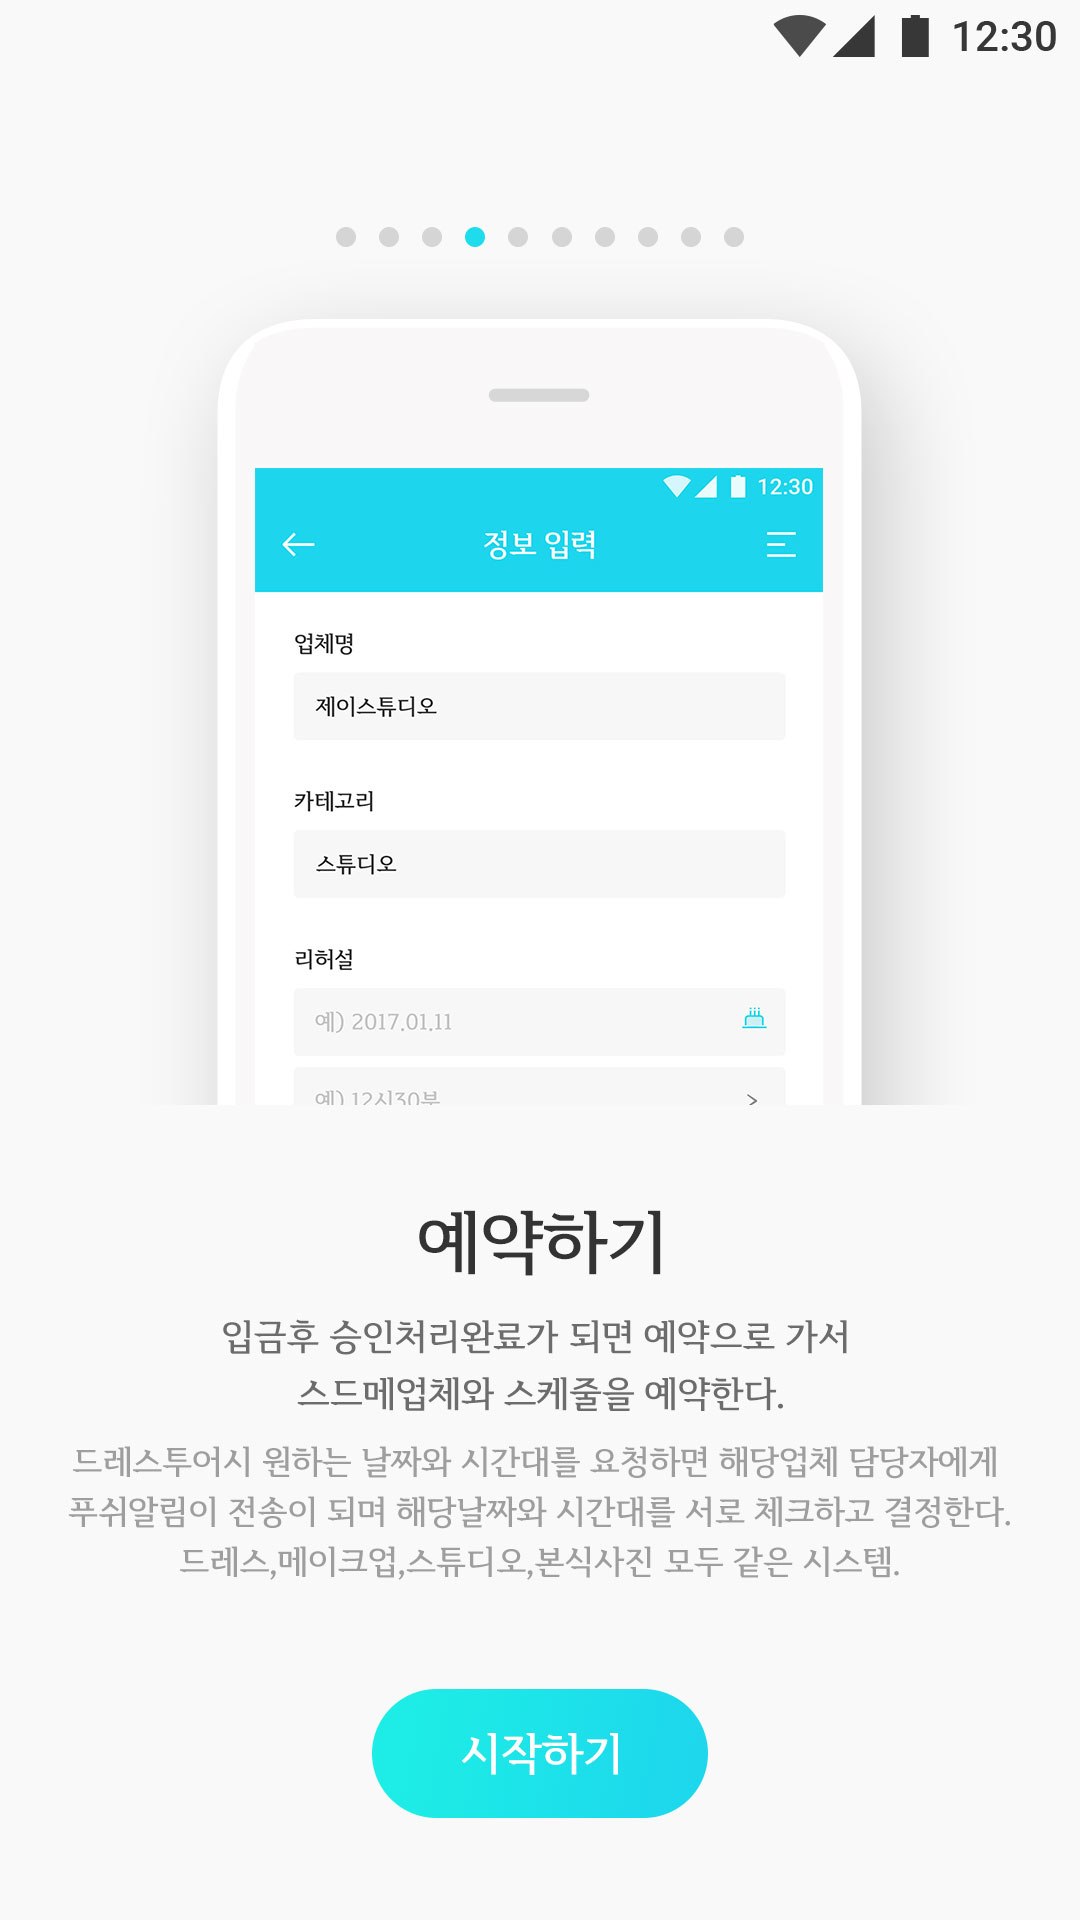 12:30
12:30
정보 입력
업체명
제이스튜디오
카테고리
스튜디오
리허설
예) 2017.01.11
예) 12시30분
예약하기
입금후 승인처리완료가 되면 예약으로 가서
스드메업체와 스케줄을 예약한다.
드레스투어시 원하는 날짜와 시간대를 요청하면 해당업체 담당자에게
푸쉬알림이 전송이 되며 해당날짜와 시간대를 서로 체크하고 결정한다.
드레스,메이크업,스튜디오,본식사진 모두 같은 시스템.
시작하기